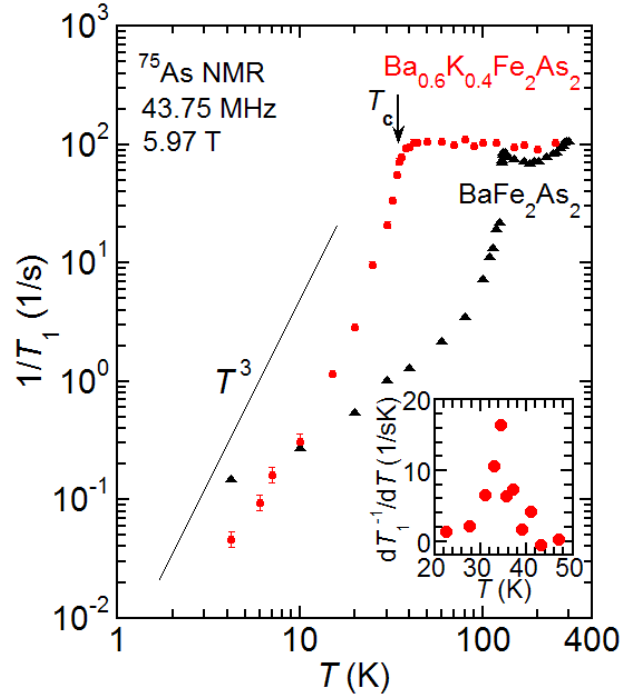 10³
10²
10¹
10⁰
10⁻¹
10⁻²
1/T₁ (1/s)
⁷⁵As NMR
43.75 MHz
5.97 T
Ba₀.₆K₀.₄Fe₂As₂
T_c
BaFe₂As₂
T³
20
10
0
dT₁⁻¹/dT (1/sK)
20 30 40 50
T (K)
1 10 100 400
T (K)